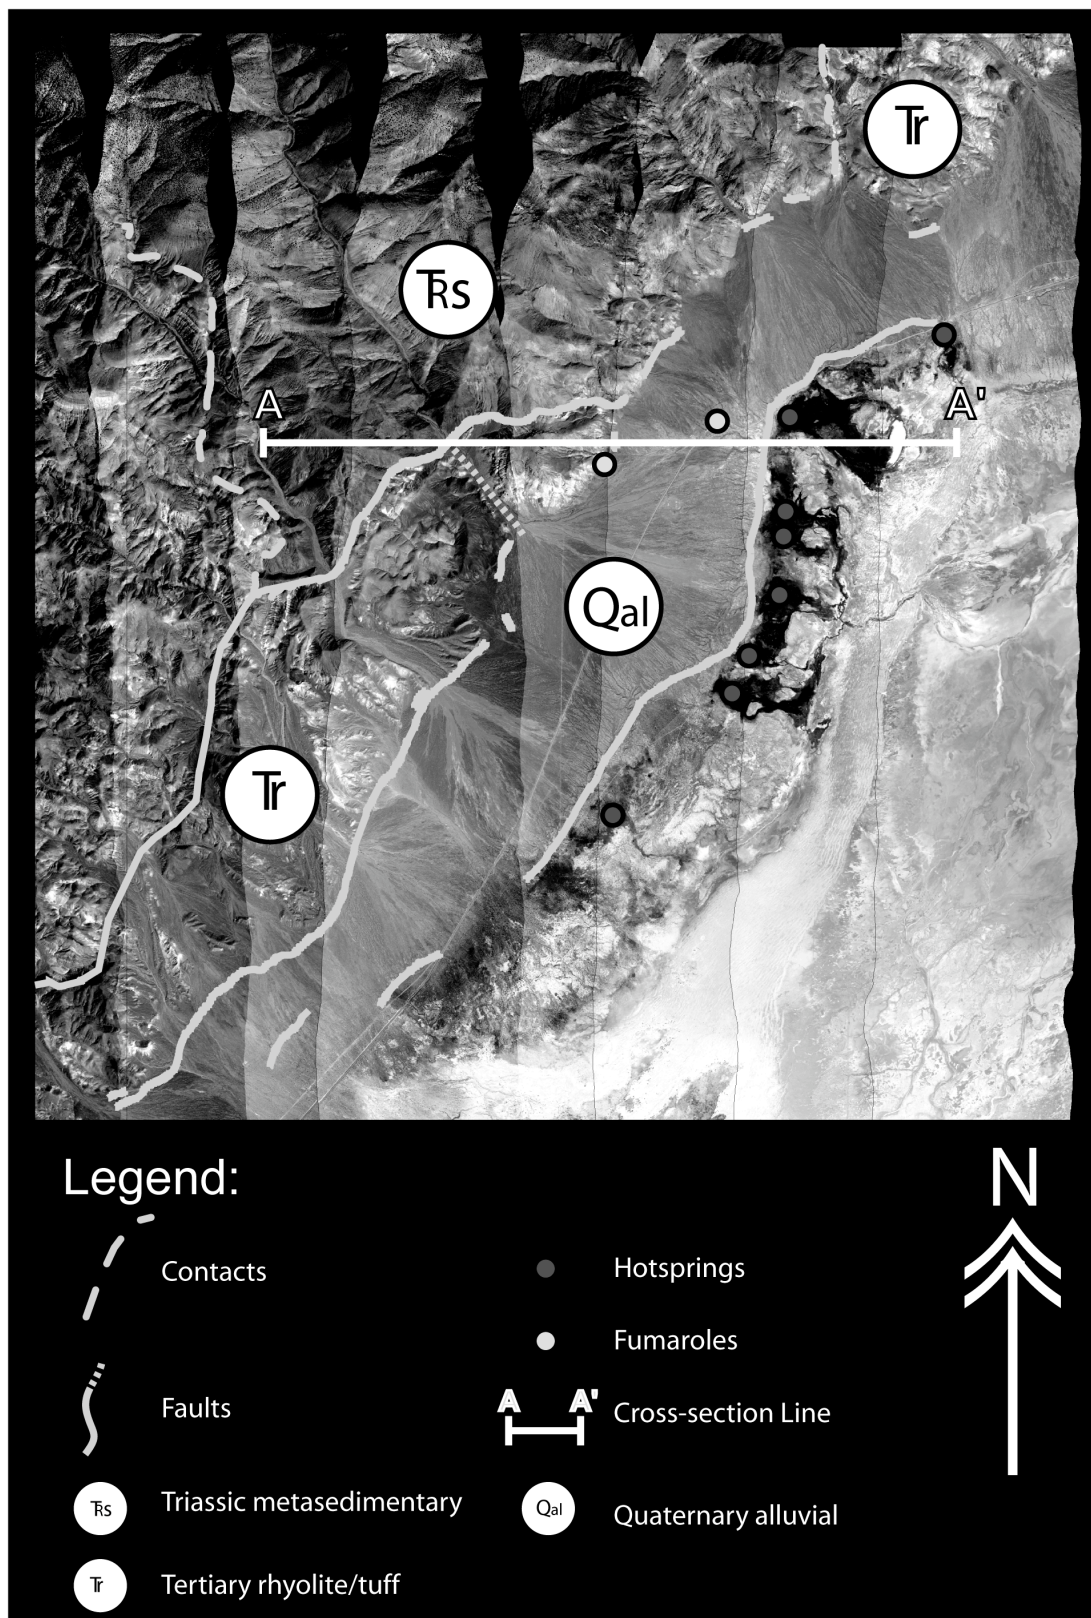 Tr
TRs
A
A'
Qal
Tr
Legend:
N
Contacts
Hotsprings
Fumaroles
Faults
A A'
Cross-section Line
TRs
Triassic metasedimentary
Qal
Quaternary alluvial
Tr
Tertiary rhyolite/tuff